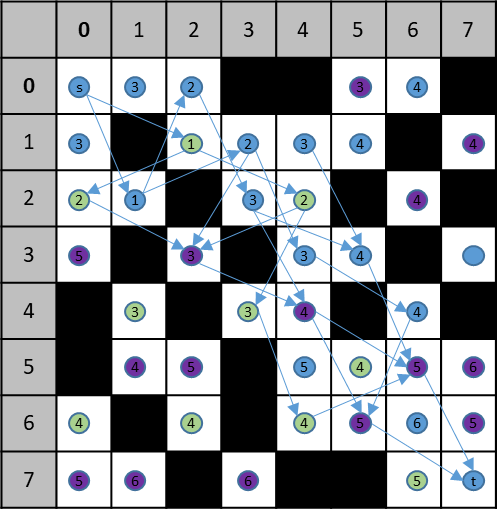 0 1 2 3 4 5 6 7
0 s 3 2 3 4
1 3 1 2 3 4 4
2 2 1 3 2 4
3 5 3 3 4
4 3 3 4 4
5 4 5 5 4 5 6
6 4 4 4 5 6 5
7 5 6 6 5 t